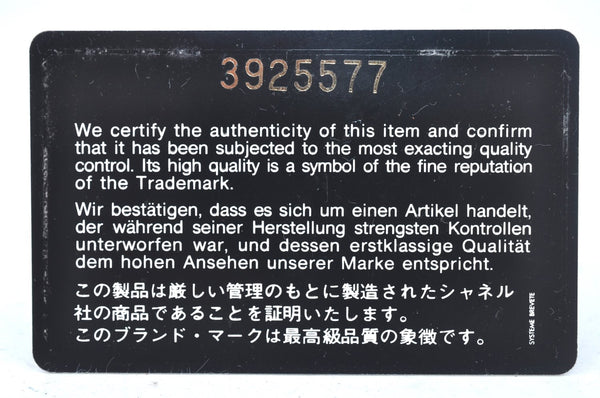 3925577
We certify the authenticity of this item and confirm
that it has been subjected to the most exacting quality
control. Its high quality is a symbol of the fine reputation
of the Trademark.
Wir bestätigen, dass es sich um einen Artikel handelt,
der während seiner Herstellung strengsten Kontrollen
unterworfen war, und dessen erstklassige Qualität
dem hohen Ansehen unserer Marke entspricht.
この製品は厳しい管理のもとに製造されたシャネル
社の商品であることを証明いたします。
このブランド・マークは最高級品質の象徴です。
SYSTEME BREVETE